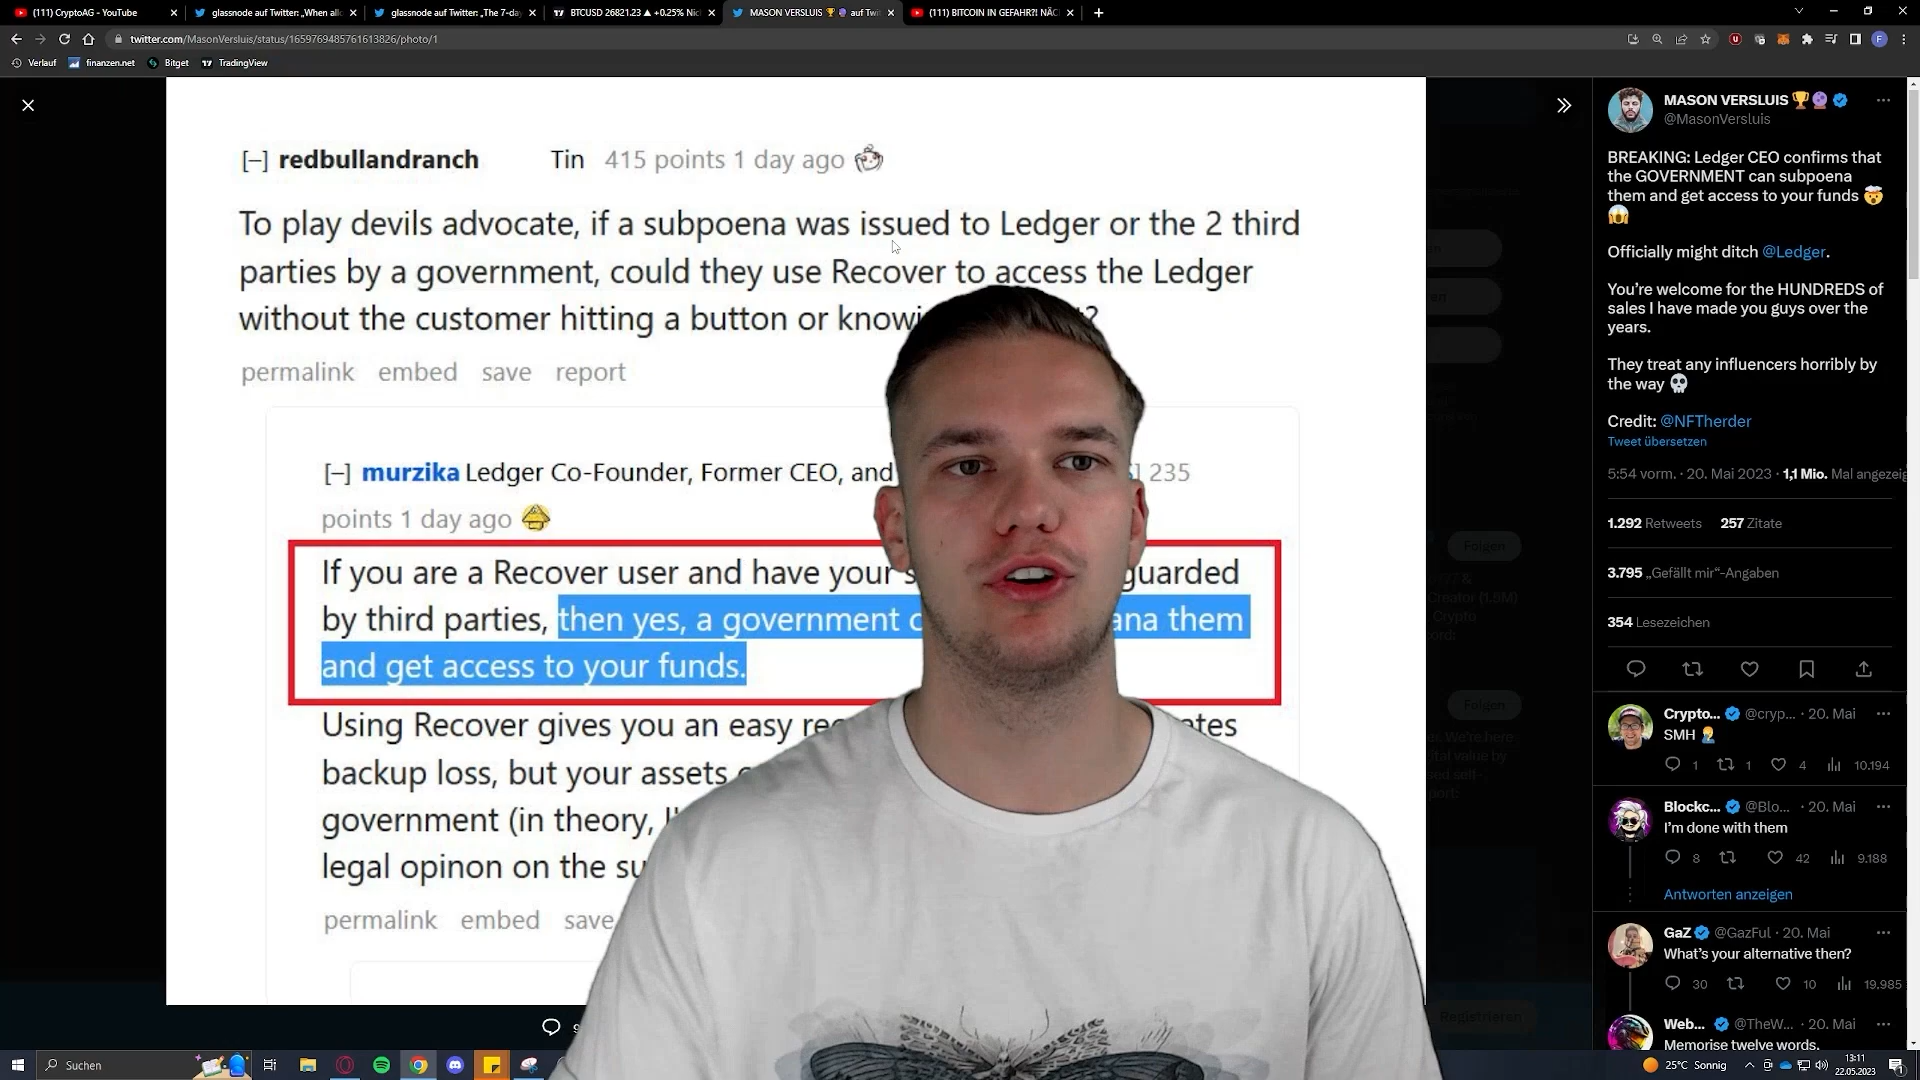 (111) CryptoAG - YouTube
glassnode auf Twitter: „When all
glassnode auf Twitter: „The 7-day
BTCUSD 26821.23 ▲ +0.25% Nic
MASON VERSLUIS 🏆🔮 auf Twit
(111) BITCOIN IN GEFAHR?! NÄC
twitter.com/MasonVersluis/status/1659769485761613826/photo/1
Verlauf
finanzen.net
Bitget
TradingView
[–] redbullandranch Tin 415 points 1 day ago
To play devils advocate, if a subpoena was issued to Ledger or the 2 third
parties by a government, could they use Recover to access the Ledger
without the customer hitting a button or know
permalink embed save report
[–] murzika Ledger Co-Founder, Former CEO, and 235
points 1 day ago
If you are a Recover user and have your s guarded
by third parties, then yes, a government ana them
and get access to your funds.
Using Recover gives you an easy re
backup loss, but your assets
government (in theory,
legal opinon on the su
permalink embed save
MASON VERSLUIS 🏆🔮
@MasonVersluis
BREAKING: Ledger CEO confirms that
the GOVERNMENT can subpoena
them and get access to your funds 🤯
😱
Officially might ditch @Ledger.
You're welcome for the HUNDREDS of
sales I have made you guys over the
years.
They treat any influencers horribly by
the way 💀
Credit: @NFTherder
Tweet übersetzen
5:54 vorm. · 20. Mai 2023 · 1,1 Mio. Mal angezeig
1.292 Retweets 257 Zitate
3.795 „Gefällt mir“-Angaben
354 Lesezeichen
Folgen
Folgen
Registrieren
Crypto... @cryp... · 20. Mai
SMH 🤦‍♂️
1 1 4 10.194
Blockc... @Blo... · 20. Mai
I'm done with them
8 42 9.188
Antworten anzeigen
GaZ @GazFul · 20. Mai
What's your alternative then?
30 10 19.985
Web... @TheW... · 20. Mai
Memorise twelve words.
Suchen
25°C Sonnig
13:11
22.05.2023